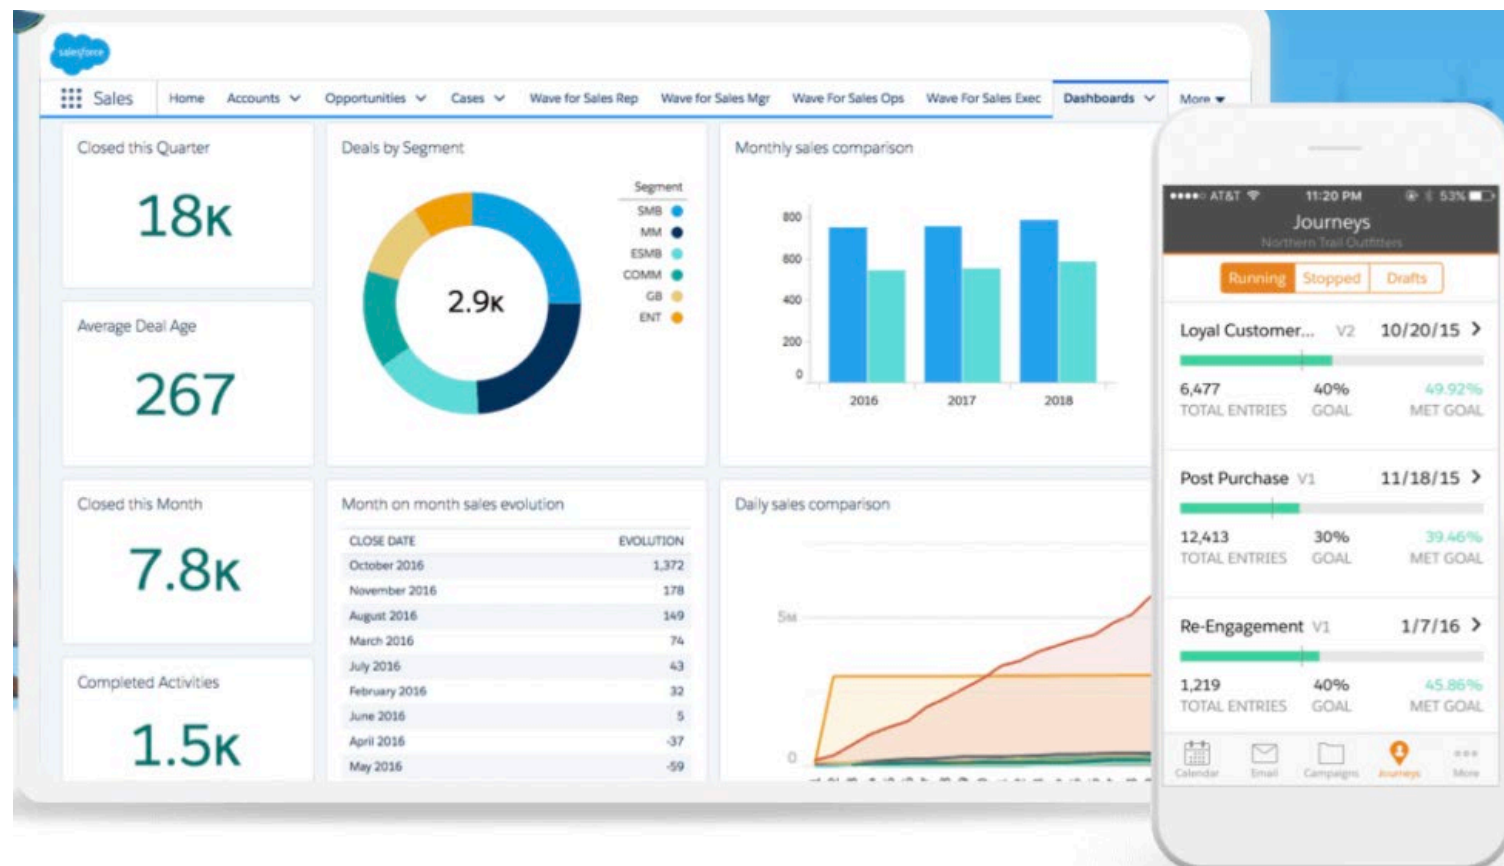 salesforce
Sales Home Accounts Opportunities Cases Wave for Sales Rep Wave for Sales Mgr Wave For Sales Ops Wave For Sales Exec Dashboards More
Closed this Quarter
18K
Average Deal Age
267
Closed this Month
7.8K
Completed Activities
1.5K
Deals by Segment
2.9K
Segment
SMB
MM
ESMB
COMM
GB
ENT
Monthly sales comparison
800
600
400
200
0
2016 2017 2018
Month on month sales evolution
CLOSE DATE EVOLUTION
October 2016 1,372
November 2016 178
August 2016 149
March 2016 74
July 2016 43
February 2016 32
June 2016 5
April 2016 -37
May 2016 -59
Daily sales comparison
5M
0
AT&T 11:20 PM 53%
Journeys
Northern Trail Outfitters
Running Stopped Drafts
Loyal Customer... V2 10/20/15
6,477 40% 49.92%
TOTAL ENTRIES GOAL MET GOAL
Post Purchase V1 11/18/15
12,413 30% 39.46%
TOTAL ENTRIES GOAL MET GOAL
Re-Engagement V1 1/7/16
1,219 40% 45.86%
TOTAL ENTRIES GOAL MET GOAL
Calendar Email Campaigns Journeys More